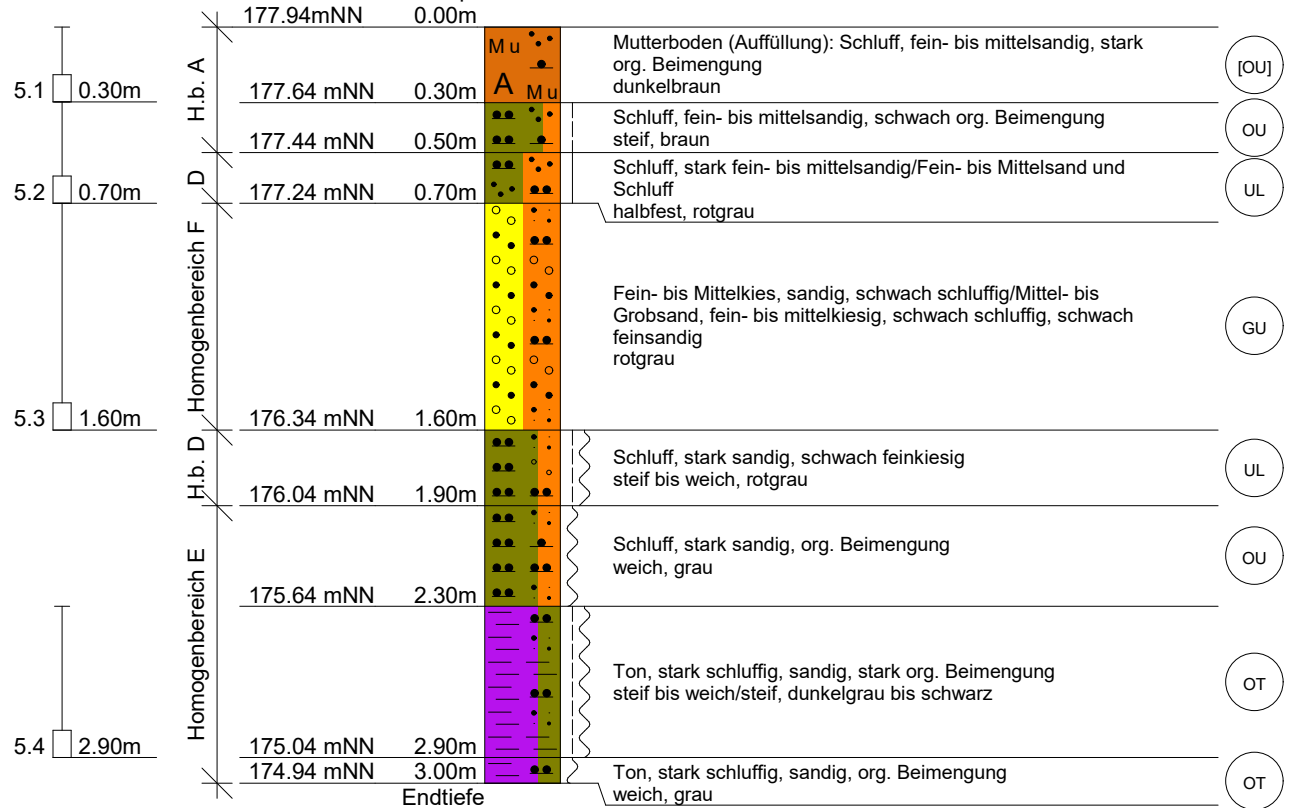 177.94mNN 0.00m
Mu
A Mu
Mutterboden (Auffüllung): Schluff, fein- bis mittelsandig, stark
org. Beimengung
dunkelbraun
[OU]
5.1 0.30m
H.b. A
177.64 mNN 0.30m
Schluff, fein- bis mittelsandig, schwach org. Beimengung
steif, braun
OU
177.44 mNN 0.50m
Schluff, stark fein- bis mittelsandig/Fein- bis Mittelsand und
Schluff
halbfest, rotgrau
UL
5.2 0.70m
D
177.24 mNN 0.70m
Homogenbereich F
Fein- bis Mittelkies, sandig, schwach schluffig/Mittel- bis
Grobsand, fein- bis mittelkiesig, schwach schluffig, schwach
feinsandig
rotgrau
GU
5.3 1.60m
176.34 mNN 1.60m
H.b. D
Schluff, stark sandig, schwach feinkiesig
steif bis weich, rotgrau
UL
176.04 mNN 1.90m
Homogenbereich E
Schluff, stark sandig, org. Beimengung
weich, grau
OU
175.64 mNN 2.30m
Ton, stark schluffig, sandig, stark org. Beimengung
steif bis weich/steif, dunkelgrau bis schwarz
OT
5.4 2.90m
175.04 mNN 2.90m
174.94 mNN 3.00m
Ton, stark schluffig, sandig, org. Beimengung
weich, grau
OT
Endtiefe